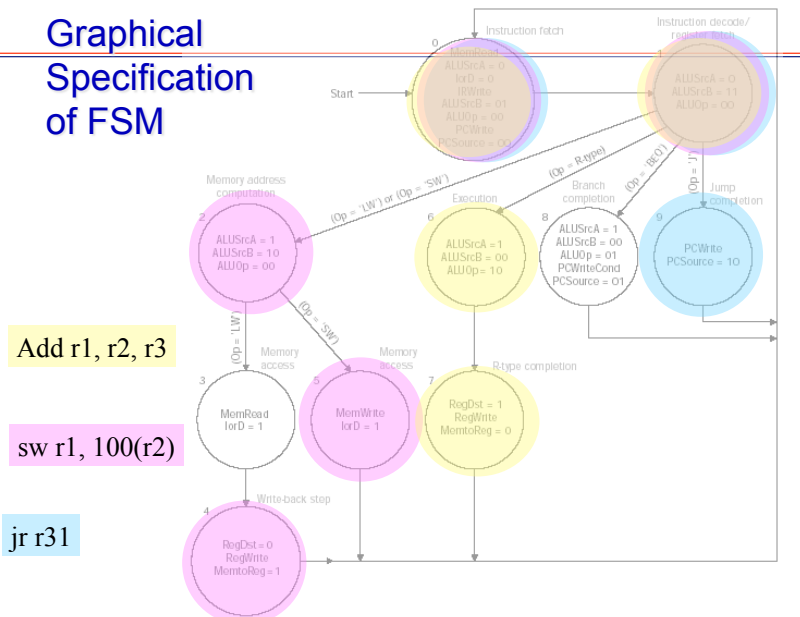 Graphical
Specification
of FSM
Start
0
Instruction fetch
MemRead
ALUSrcA = 0
IorD = 0
IRWrite
ALUSrcB = 01
ALUOp = 00
PCWrite
PCSource = 00
Instruction decode/
register fetch
1
ALUSrcA = 0
ALUSrcB = 11
ALUOp = 00
(Op = 'LW') or (Op = 'SW')
(Op = R-type)
(Op = 'BEQ')
(Op = 'J')
Memory address
computation
2
ALUSrcA = 1
ALUSrcB = 10
ALUOp = 00
Execution
6
ALUSrcA = 1
ALUSrcB = 00
ALUOp= 10
Branch
completion
8
ALUSrcA = 1
ALUSrcB = 00
ALUOp = 01
PCWriteCond
PCSource = 01
Jump
completion
9
PCWrite
PCSource = 10
(Op = 'LW')
(Op = 'SW')
Add r1, r2, r3
Memory
access
3
MemRead
IorD = 1
Memory
access
5
MemWrite
IorD = 1
R-type completion
7
RegDst = 1
RegWrite
MemtoReg = 0
sw r1, 100(r2)
Write-back step
4
RegDst = 0
RegWrite
MemtoReg = 1
jr r31